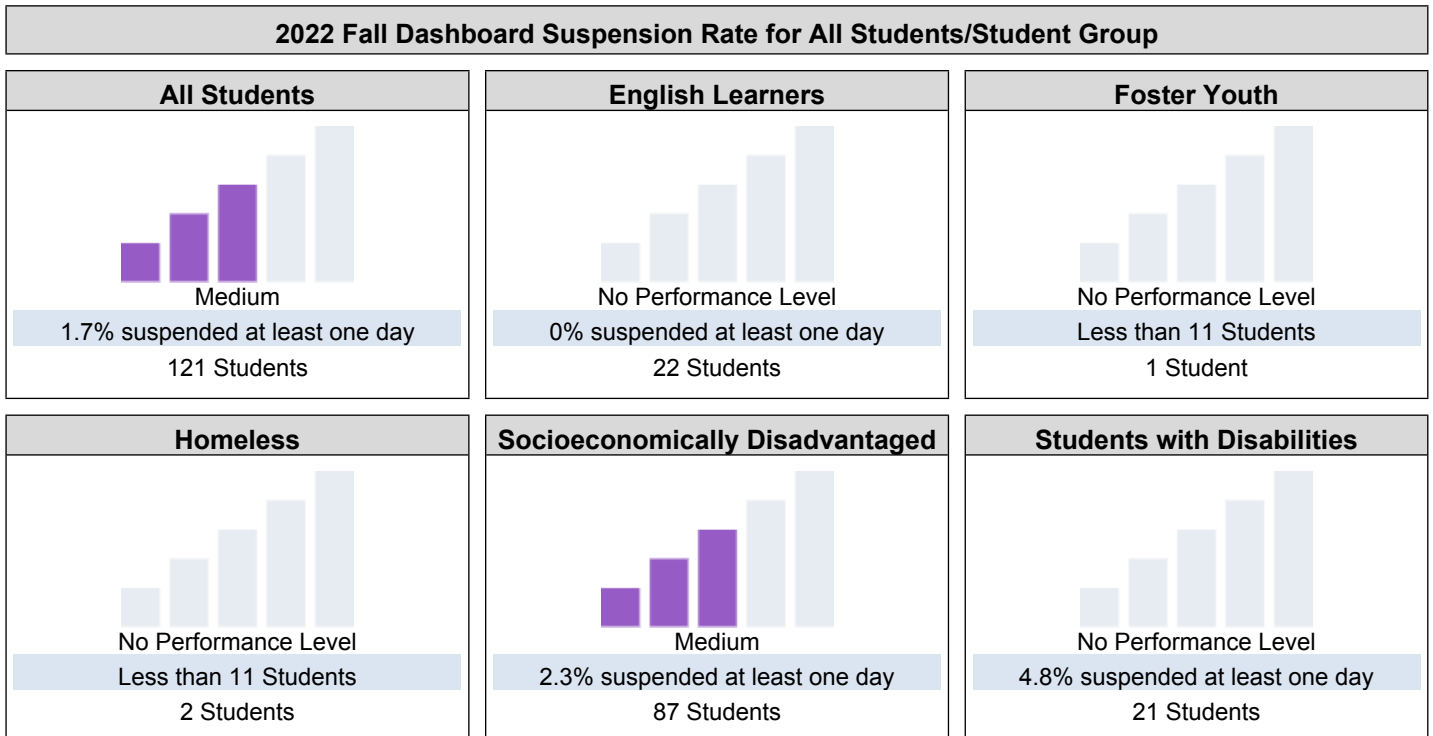 2022 Fall Dashboard Suspension Rate for All Students/Student Group
All Students
Medium
1.7% suspended at least one day
121 Students
English Learners
No Performance Level
0% suspended at least one day
22 Students
Foster Youth
No Performance Level
Less than 11 Students
1 Student
Homeless
No Performance Level
Less than 11 Students
2 Students
Socioeconomically Disadvantaged
Medium
2.3% suspended at least one day
87 Students
Students with Disabilities
No Performance Level
4.8% suspended at least one day
21 Students